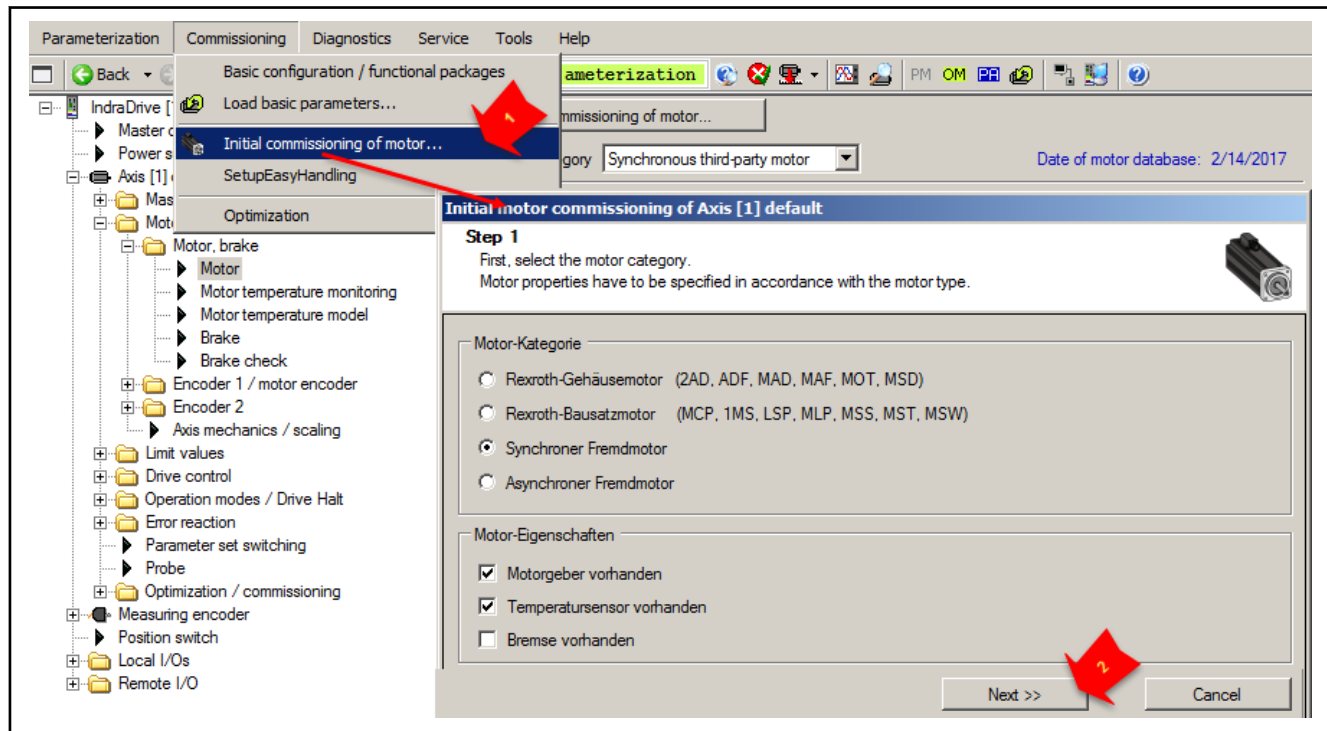 Parameterization Commissioning Diagnostics Service Tools Help
Back
Basic configuration / functional packages
Load basic parameters...
Initial commissioning of motor...
SetupEasyHandling
Optimization
ameterization
PM OM PA
mmissioning of motor...
gory Synchronous third-party motor
Date of motor database: 2/14/2017
IndraDrive [
Master
Power s
Axis [1]
Mas
Mot
Motor, brake
Motor
Motor temperature monitoring
Motor temperature model
Brake
Brake check
Encoder 1 / motor encoder
Encoder 2
Axis mechanics / scaling
Limit values
Drive control
Operation modes / Drive Halt
Error reaction
Parameter set switching
Probe
Optimization / commissioning
Measuring encoder
Position switch
Local I/Os
Remote I/O
1
Initial motor commissioning of Axis [1] default
Step 1
First, select the motor category.
Motor properties have to be specified in accordance with the motor type.
Motor-Kategorie
Rexroth-Gehäusemotor (2AD, ADF, MAD, MAF, MOT, MSD)
Rexroth-Bausatzmotor (MCP, 1MS, LSP, MLP, MSS, MST, MSW)
Synchroner Fremdmotor
Asynchroner Fremdmotor
Motor-Eigenschaften
Motorgeber vorhanden
Temperatursensor vorhanden
Bremse vorhanden
2
Next >> Cancel